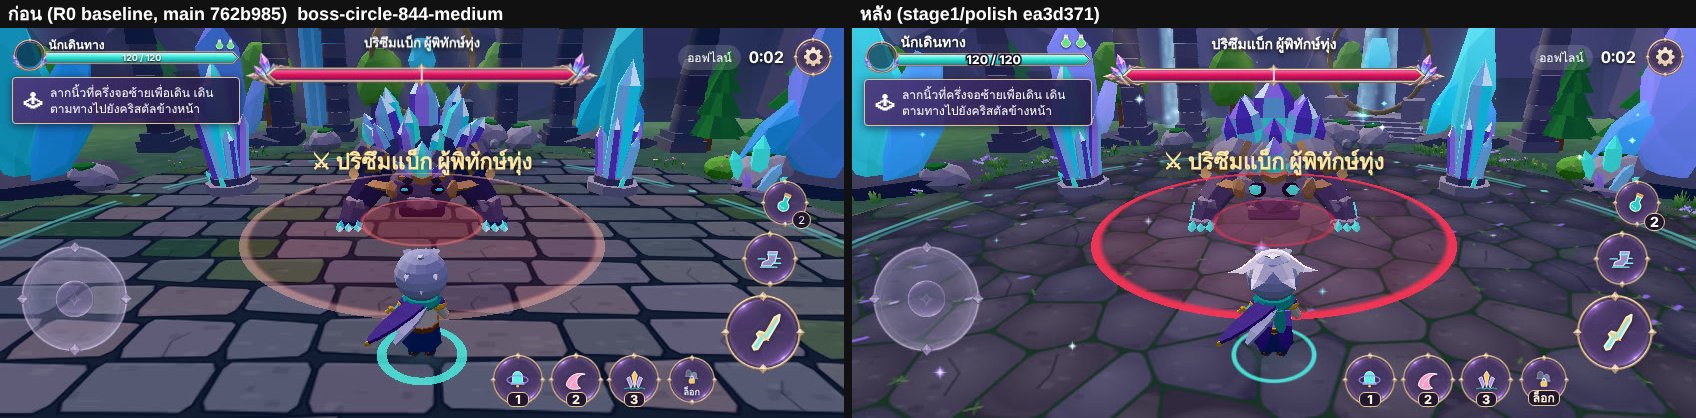 ก่อน (R0 baseline, main 762b985) boss-circle-844-medium
นักเดินทาง
120 / 120
ปริซึมแบ็ก ผู้พิทักษ์ทุ่ง
ออฟไลน์
0:02
ลากนิ้วที่ครึ่งจอซ้ายเพื่อเดิน เดิน
ตามทางไปยังคริสตัลข้างหน้า
⚔ ปริซึมแบ็ก ผู้พิทักษ์ทุ่ง
2
1
2
3
ล็อก
หลัง (stage1/polish ea3d371)
นักเดินทาง
120 / 120
ปริซึมแบ็ก ผู้พิทักษ์ทุ่ง
ออฟไลน์
0:02
ลากนิ้วที่ครึ่งจอซ้ายเพื่อเดิน เดิน
ตามทางไปยังคริสตัลข้างหน้า
⚔ ปริซึมแบ็ก ผู้พิทักษ์ทุ่ง
2
1
2
3
ล็อก